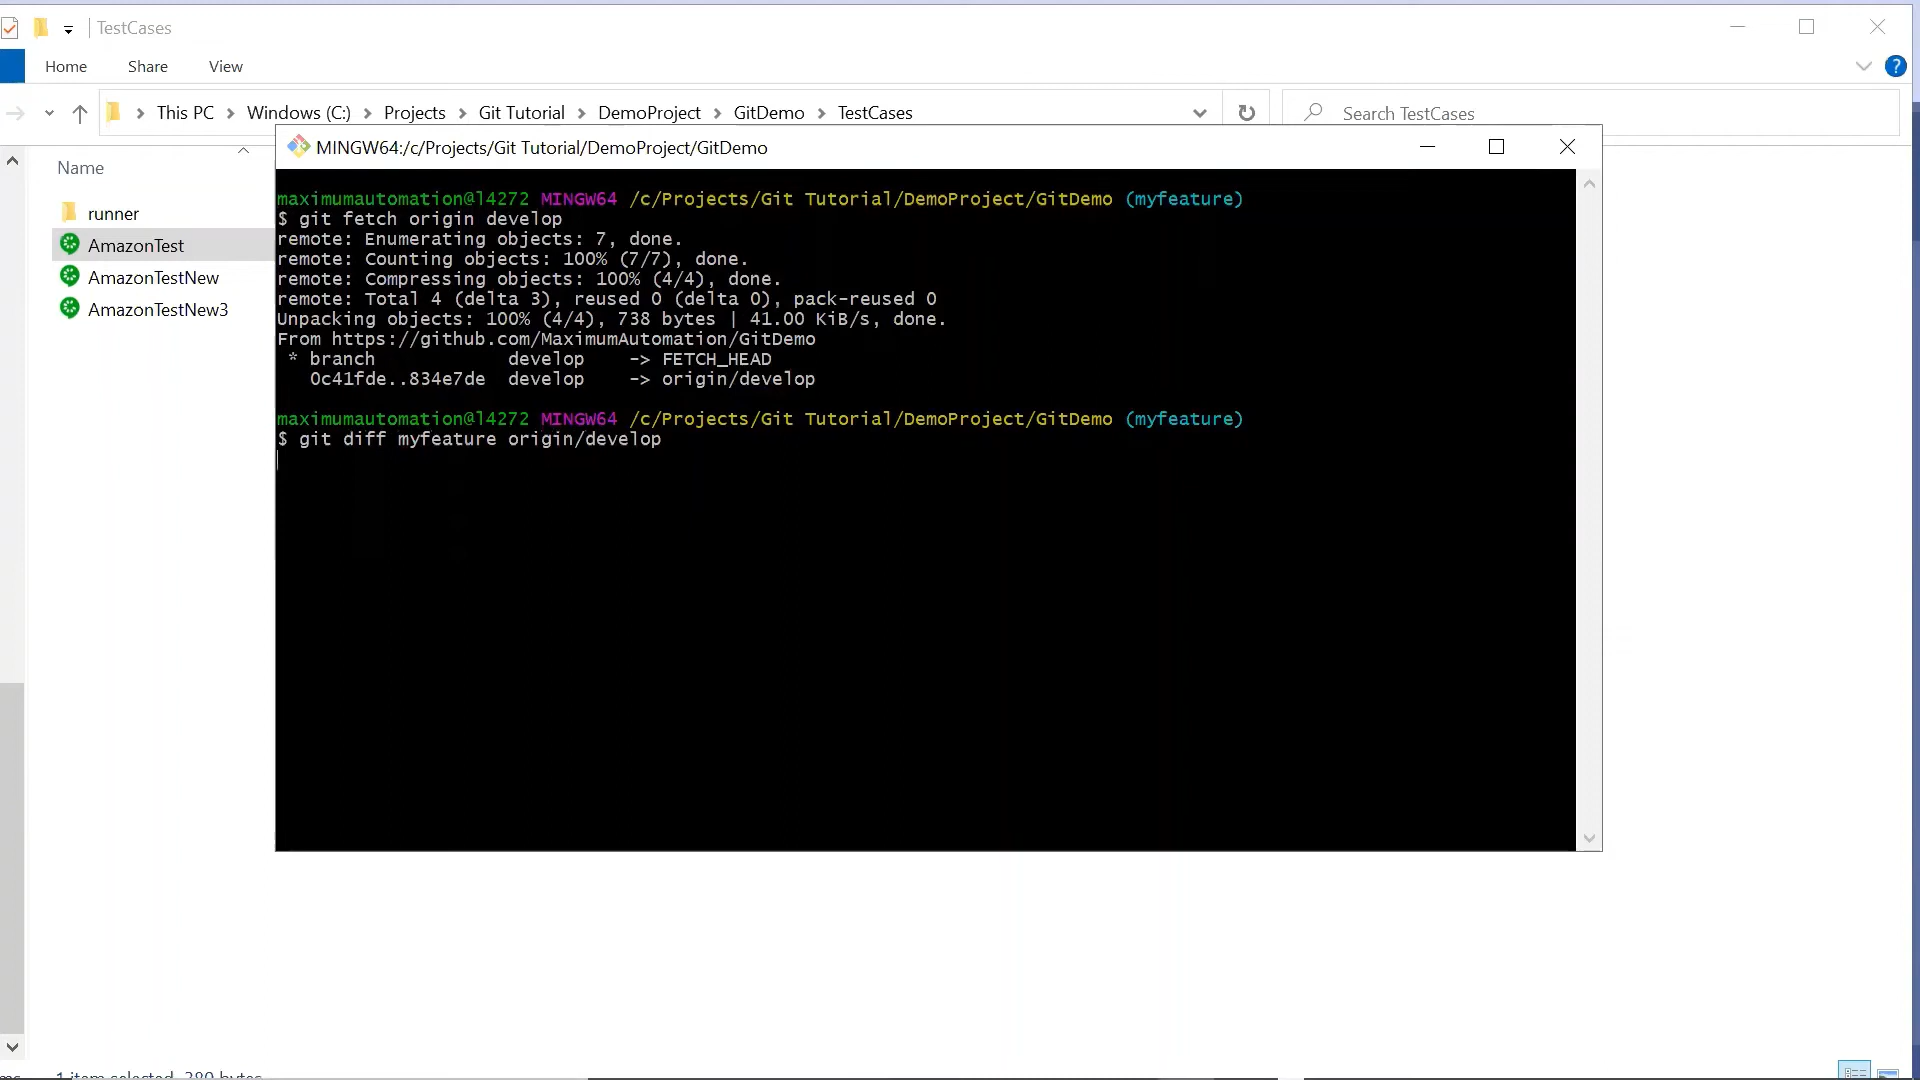 TestCases
Home Share View
This PC > Windows (C:) > Projects > Git Tutorial > DemoProject > GitDemo > TestCases
Search TestCases
Name
runner
AmazonTest
AmazonTestNew
AmazonTestNew3
MINGW64:/c/Projects/Git Tutorial/DemoProject/GitDemo
maximumautomation@l4272 MINGW64 /c/Projects/Git Tutorial/DemoProject/GitDemo (myfeature)
$ git fetch origin develop
remote: Enumerating objects: 7, done.
remote: Counting objects: 100% (7/7), done.
remote: Compressing objects: 100% (4/4), done.
remote: Total 4 (delta 3), reused 0 (delta 0), pack-reused 0
Unpacking objects: 100% (4/4), 738 bytes | 41.00 KiB/s, done.
From https://github.com/MaximumAutomation/GitDemo
* branch develop -> FETCH_HEAD
0c41fde..834e7de develop -> origin/develop
maximumautomation@l4272 MINGW64 /c/Projects/Git Tutorial/DemoProject/GitDemo (myfeature)
$ git diff myfeature origin/develop
1 item selected 380 bytes